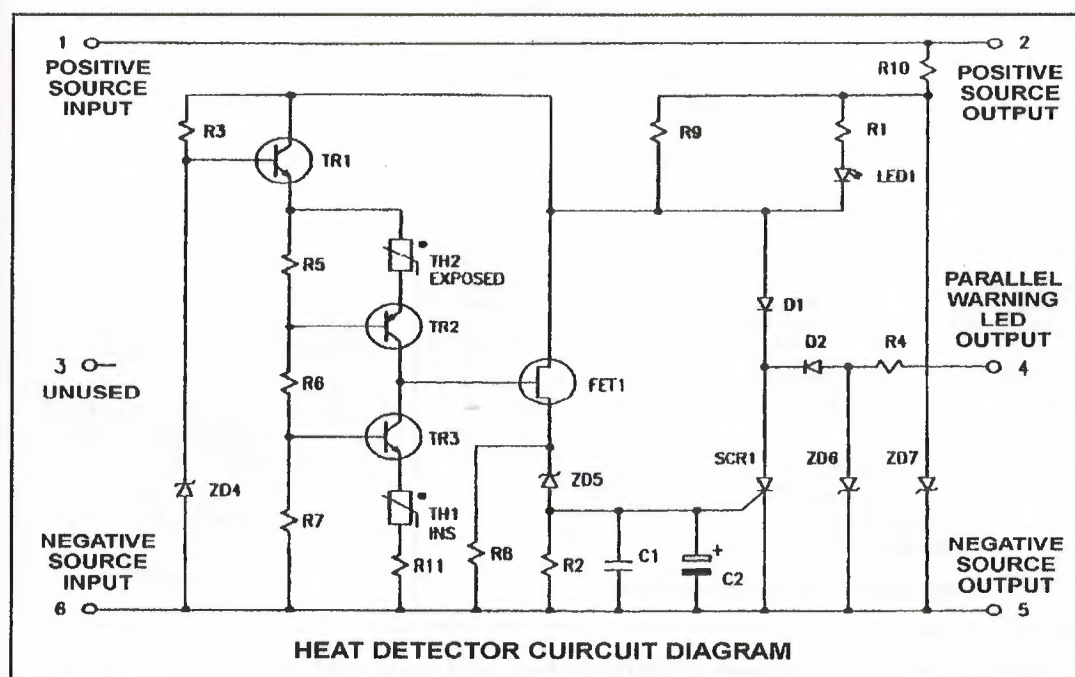 1
POSITIVE
SOURCE
INPUT
2
POSITIVE
SOURCE
OUTPUT
R10
R3
TR1
R9
R1
LED1
R5
TH2
EXPOSED
TR2
D1
PARALLEL
WARNING
LED
OUTPUT
D2
R4
4
3
UNUSED
R6
FET1
TR3
SCR1
ZD6
ZD7
ZD4
ZD5
R7
TH1
INS
NEGATIVE
SOURCE
INPUT
6
R11
R8
R2
C1
+
C2
NEGATIVE
SOURCE
OUTPUT
5
HEAT DETECTOR CUIRCUIT DIAGRAM